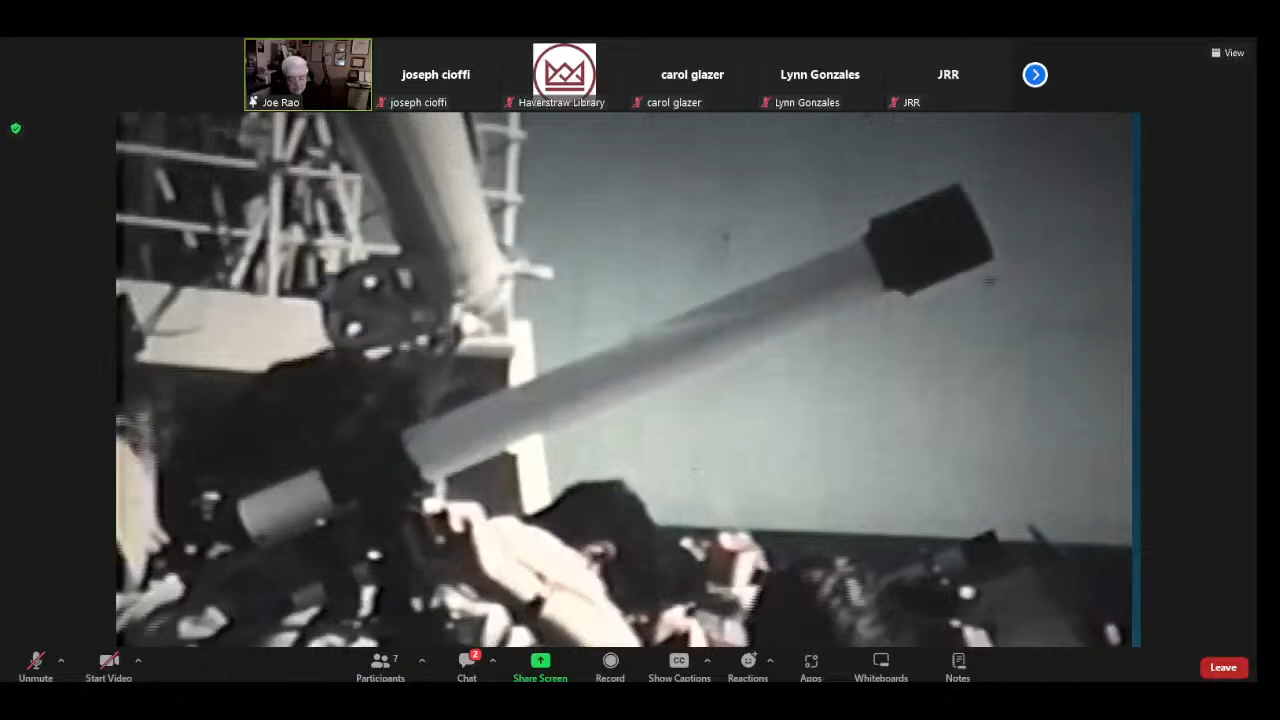 View
joseph cioffi
carol glazer
Lynn Gonzales
JRR
Joe Rao
joseph cioffi
Haverstraw Library
carol glazer
Lynn Gonzales
JRR
7
2
CC
Unmute
Start Video
Participants
Chat
Share Screen
Record
Show Captions
Reactions
Apps
Whiteboards
Notes
Leave